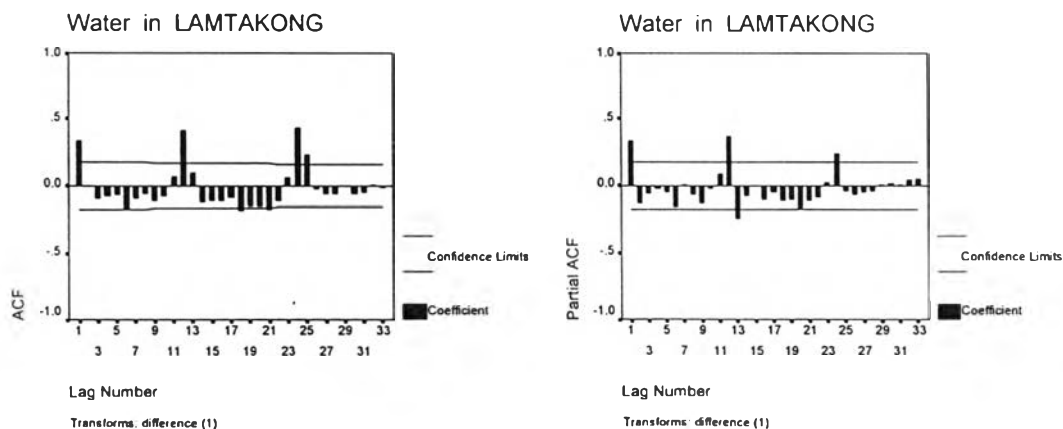 Water in LAMTAKONG
1.0
.5
0.0
-.5
-1.0
ACF
1 5 9 13 17 21 25 29 33
3 7 11 15 19 23 27 31
Confidence Limits
Coefficient
Lag Number
Transforms: difference (1)
Water in LAMTAKONG
1.0
.5
0.0
-.5
-1.0
Partial ACF
1 5 9 13 17 21 25 29 33
3 7 11 15 19 23 27 31
Confidence Limits
Coefficient
Lag Number
Transforms: difference (1)